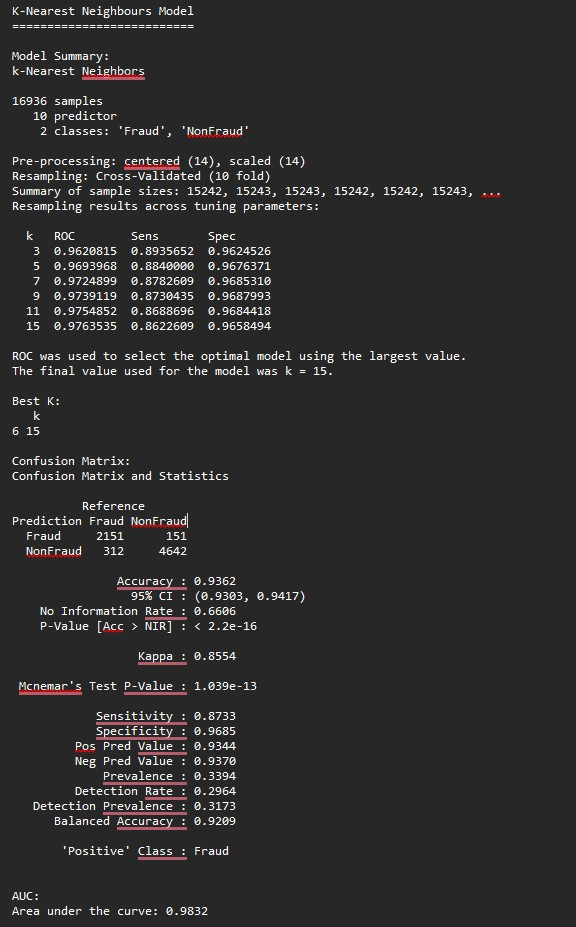 K-Nearest Neighbours Model
==========================
Model Summary:
k-Nearest Neighbors
16936 samples
10 predictor
2 classes: 'Fraud', 'NonFraud'
Pre-processing: centered (14), scaled (14)
Resampling: Cross-Validated (10 fold)
Summary of sample sizes: 15242, 15243, 15243, 15242, 15242, 15243, ...
Resampling results across tuning parameters:
k ROC Sens Spec
3 0.9620815 0.8935652 0.9624526
5 0.9693968 0.8840000 0.9676371
7 0.9724899 0.8782609 0.9685310
9 0.9739119 0.8730435 0.9687993
11 0.9754852 0.8688696 0.9684418
15 0.9763535 0.8622609 0.9658494
ROC was used to select the optimal model using the largest value.
The final value used for the model was k = 15.
Best K:
k
6 15
Confusion Matrix:
Confusion Matrix and Statistics
Reference
Prediction Fraud NonFraud
Fraud 2151 151
NonFraud 312 4642
Accuracy : 0.9362
95% CI : (0.9303, 0.9417)
No Information Rate : 0.6606
P-Value [Acc > NIR] : < 2.2e-16
Kappa : 0.8554
Mcnemar's Test P-Value : 1.039e-13
Sensitivity : 0.8733
Specificity : 0.9685
Pos Pred Value : 0.9344
Neg Pred Value : 0.9370
Prevalence : 0.3394
Detection Rate : 0.2964
Detection Prevalence : 0.3173
Balanced Accuracy : 0.9209
'Positive' Class : Fraud
AUC:
Area under the curve: 0.9832